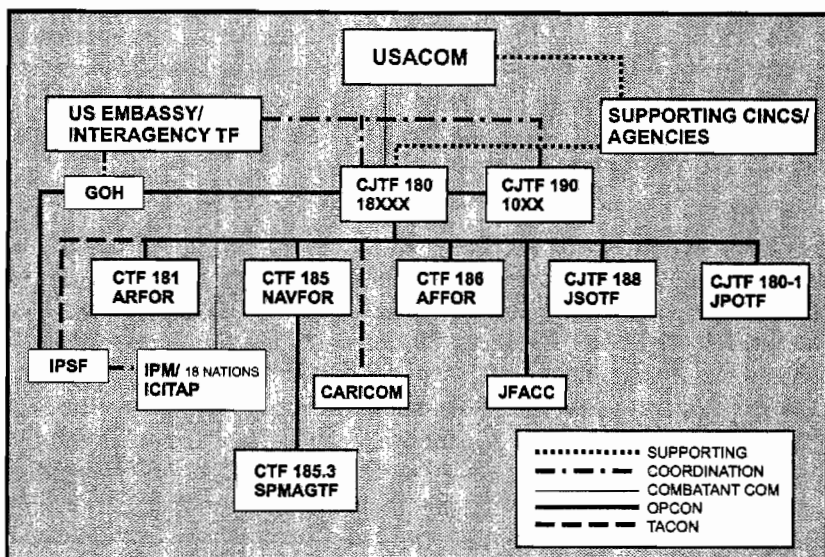 USACOM
US EMBASSY/
INTERAGENCY TF
SUPPORTING CINCS/
AGENCIES
GOH
CJTF 180
18XXX
CJTF 190
10XX
CTF 181
ARFOR
CTF 185
NAVFOR
CTF 186
AFFOR
CJTF 188
JSOTF
CJTF 180-1
JPOTF
IPSF
IPM/ 18 NATIONS
ICITAP
CARICOM
JFACC
CTF 185.3
SPMAGTF
SUPPORTING
COORDINATION
COMBATANT COM
OPCON
TACON